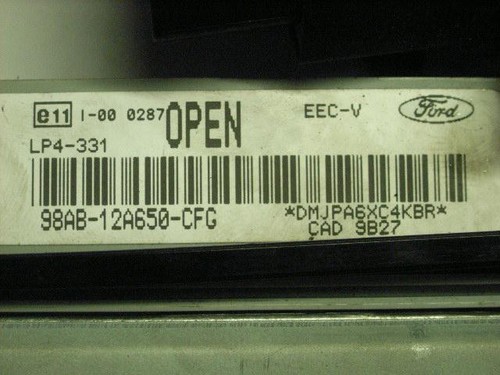 e11 I-00 0287 OPEN EEC-V Ford
LP4-331
98AB-12A650-CFG *DMJPA6XC4KBR*
CAD 9B27